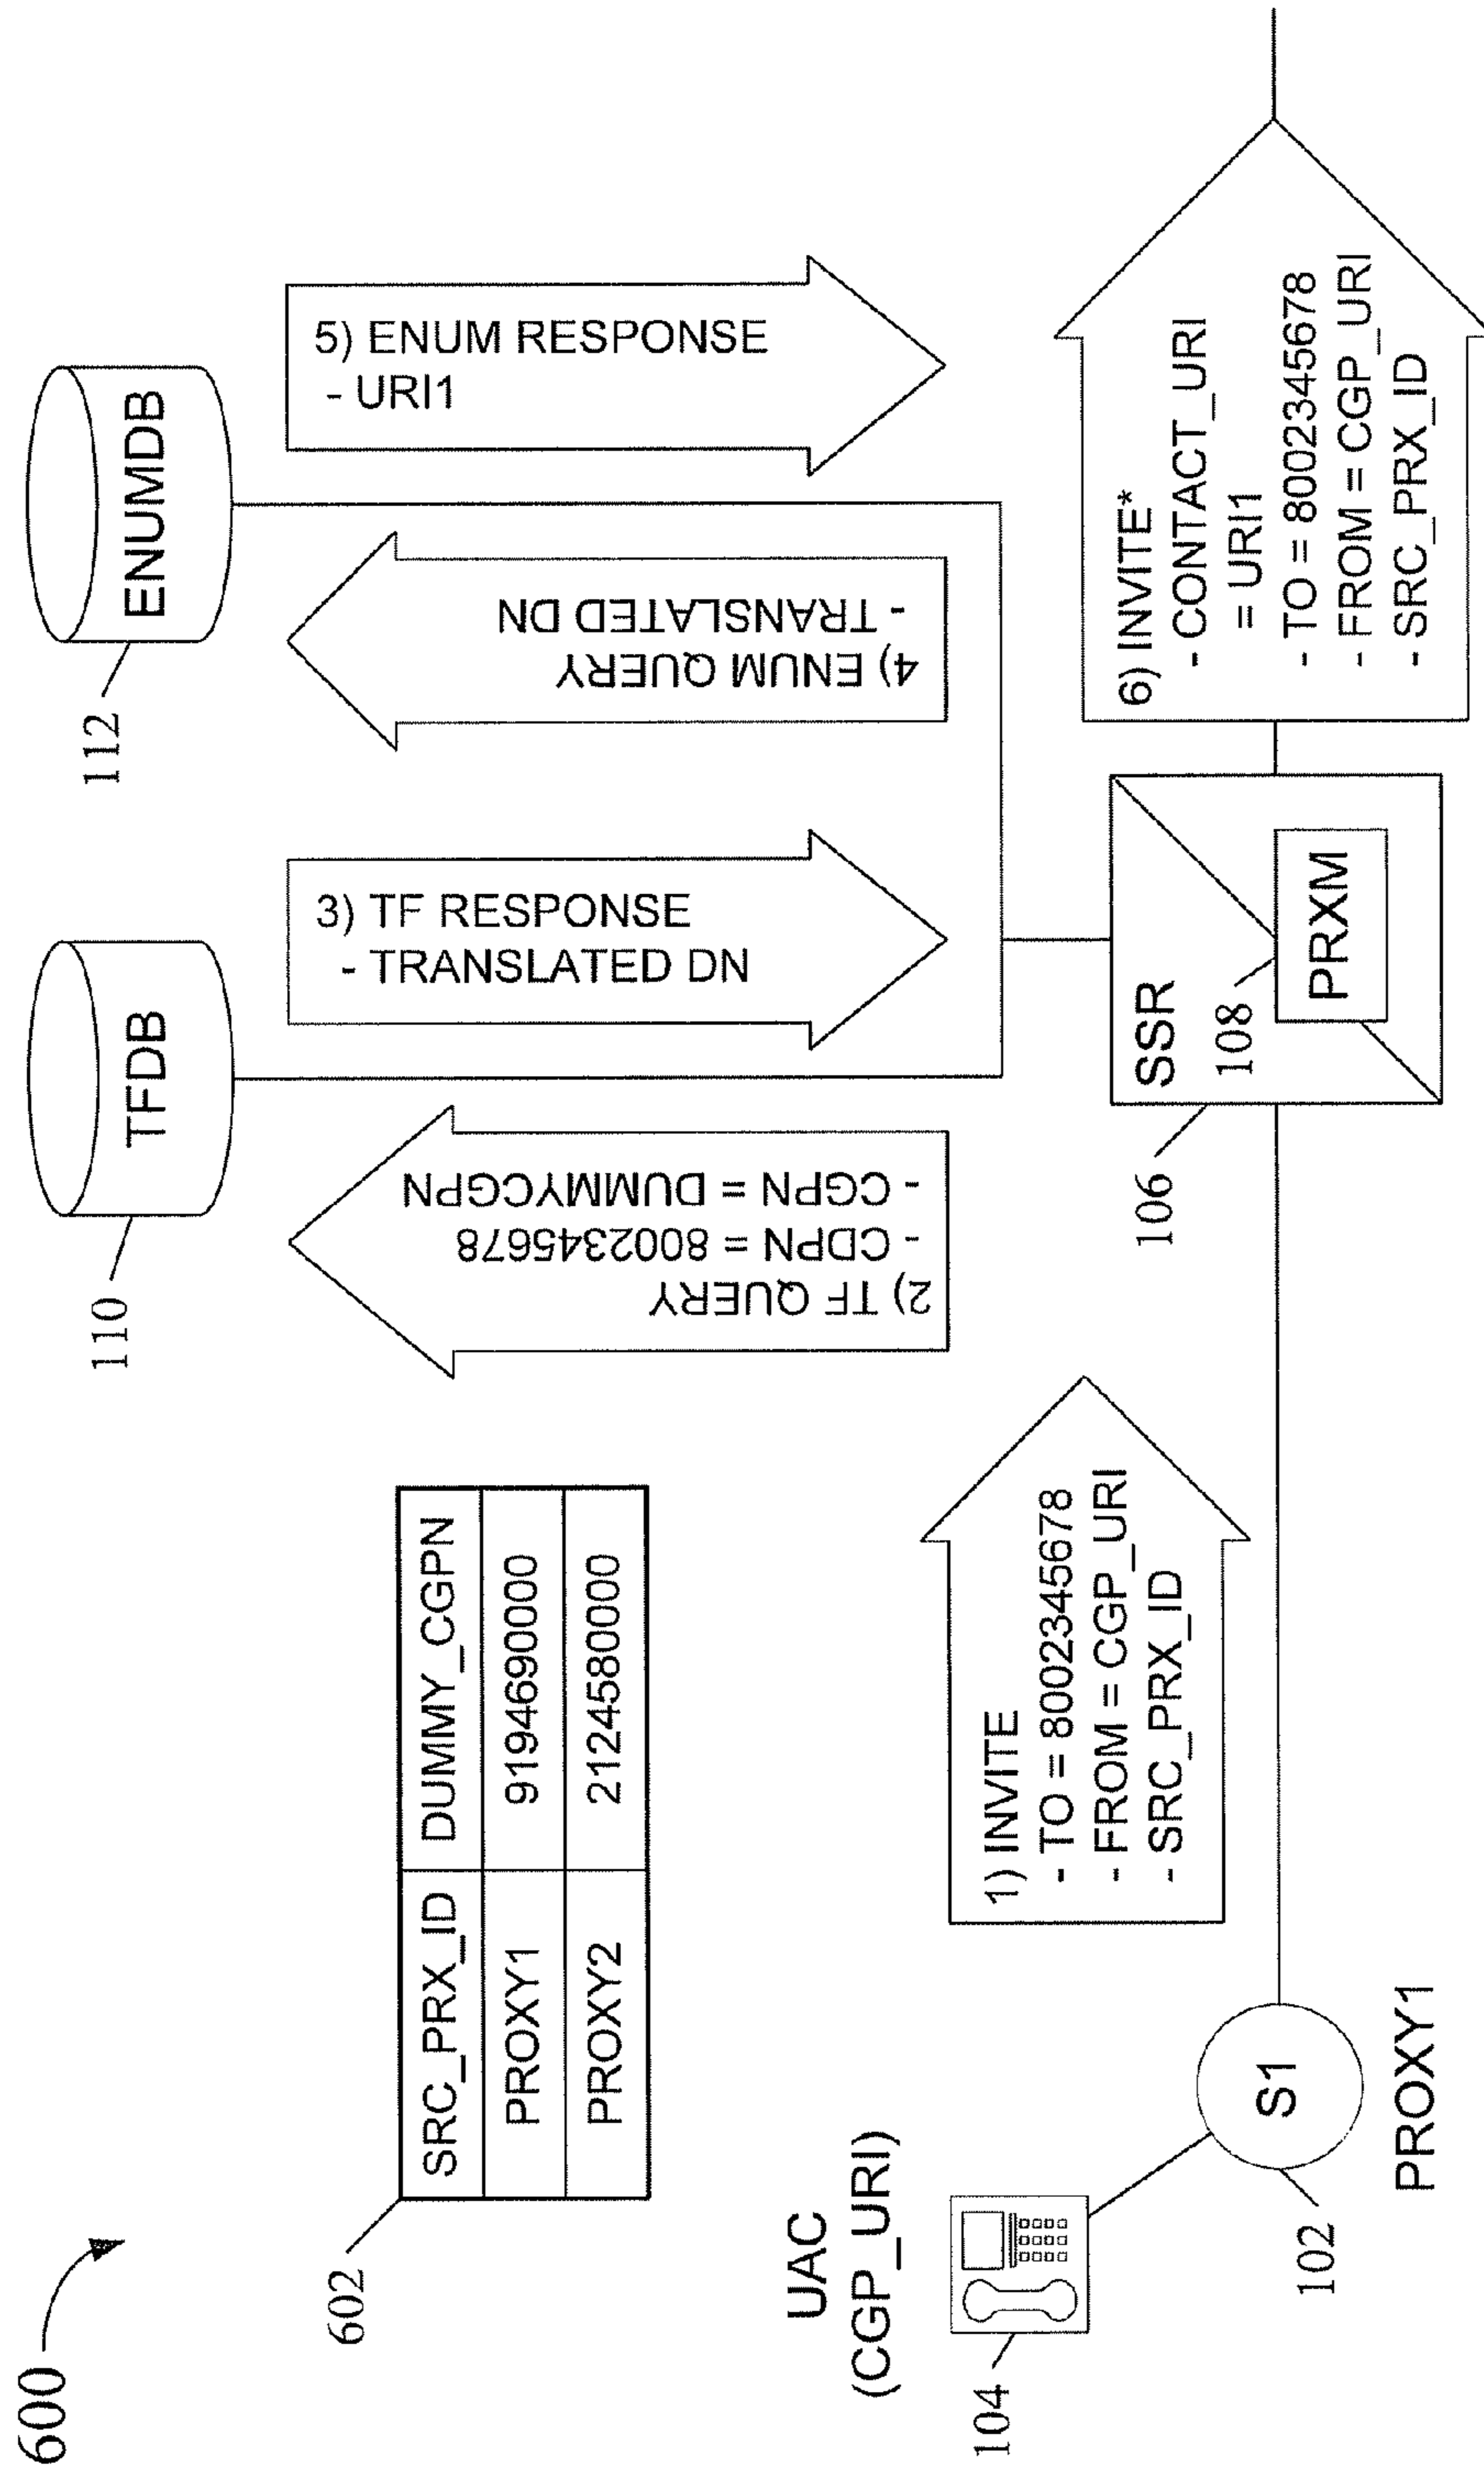 600
602
SRC_PRX_ID DUMMY_CGPN
PROXY1 9194690000
PROXY2 2124580000
110
TFDB
112
ENUMDB
2) TF QUERY
- CDPN = 8002345678
- CGPN = DUMMYCGPN
3) TF RESPONSE
- TRANSLATED DN
4) ENUM QUERY
- TRANSLATED DN
5) ENUM RESPONSE
- URI1
UAC
(CGP_URI)
104
1) INVITE
- TO = 8002345678
- FROM = CGP_URI
- SRC_PRX_ID
S1
102
PROXY1
106
SSR
108
PRXM
6) INVITE*
- CONTACT_URI
= URI1
- TO = 8002345678
- FROM = CGP_URI
- SRC_PRX_ID